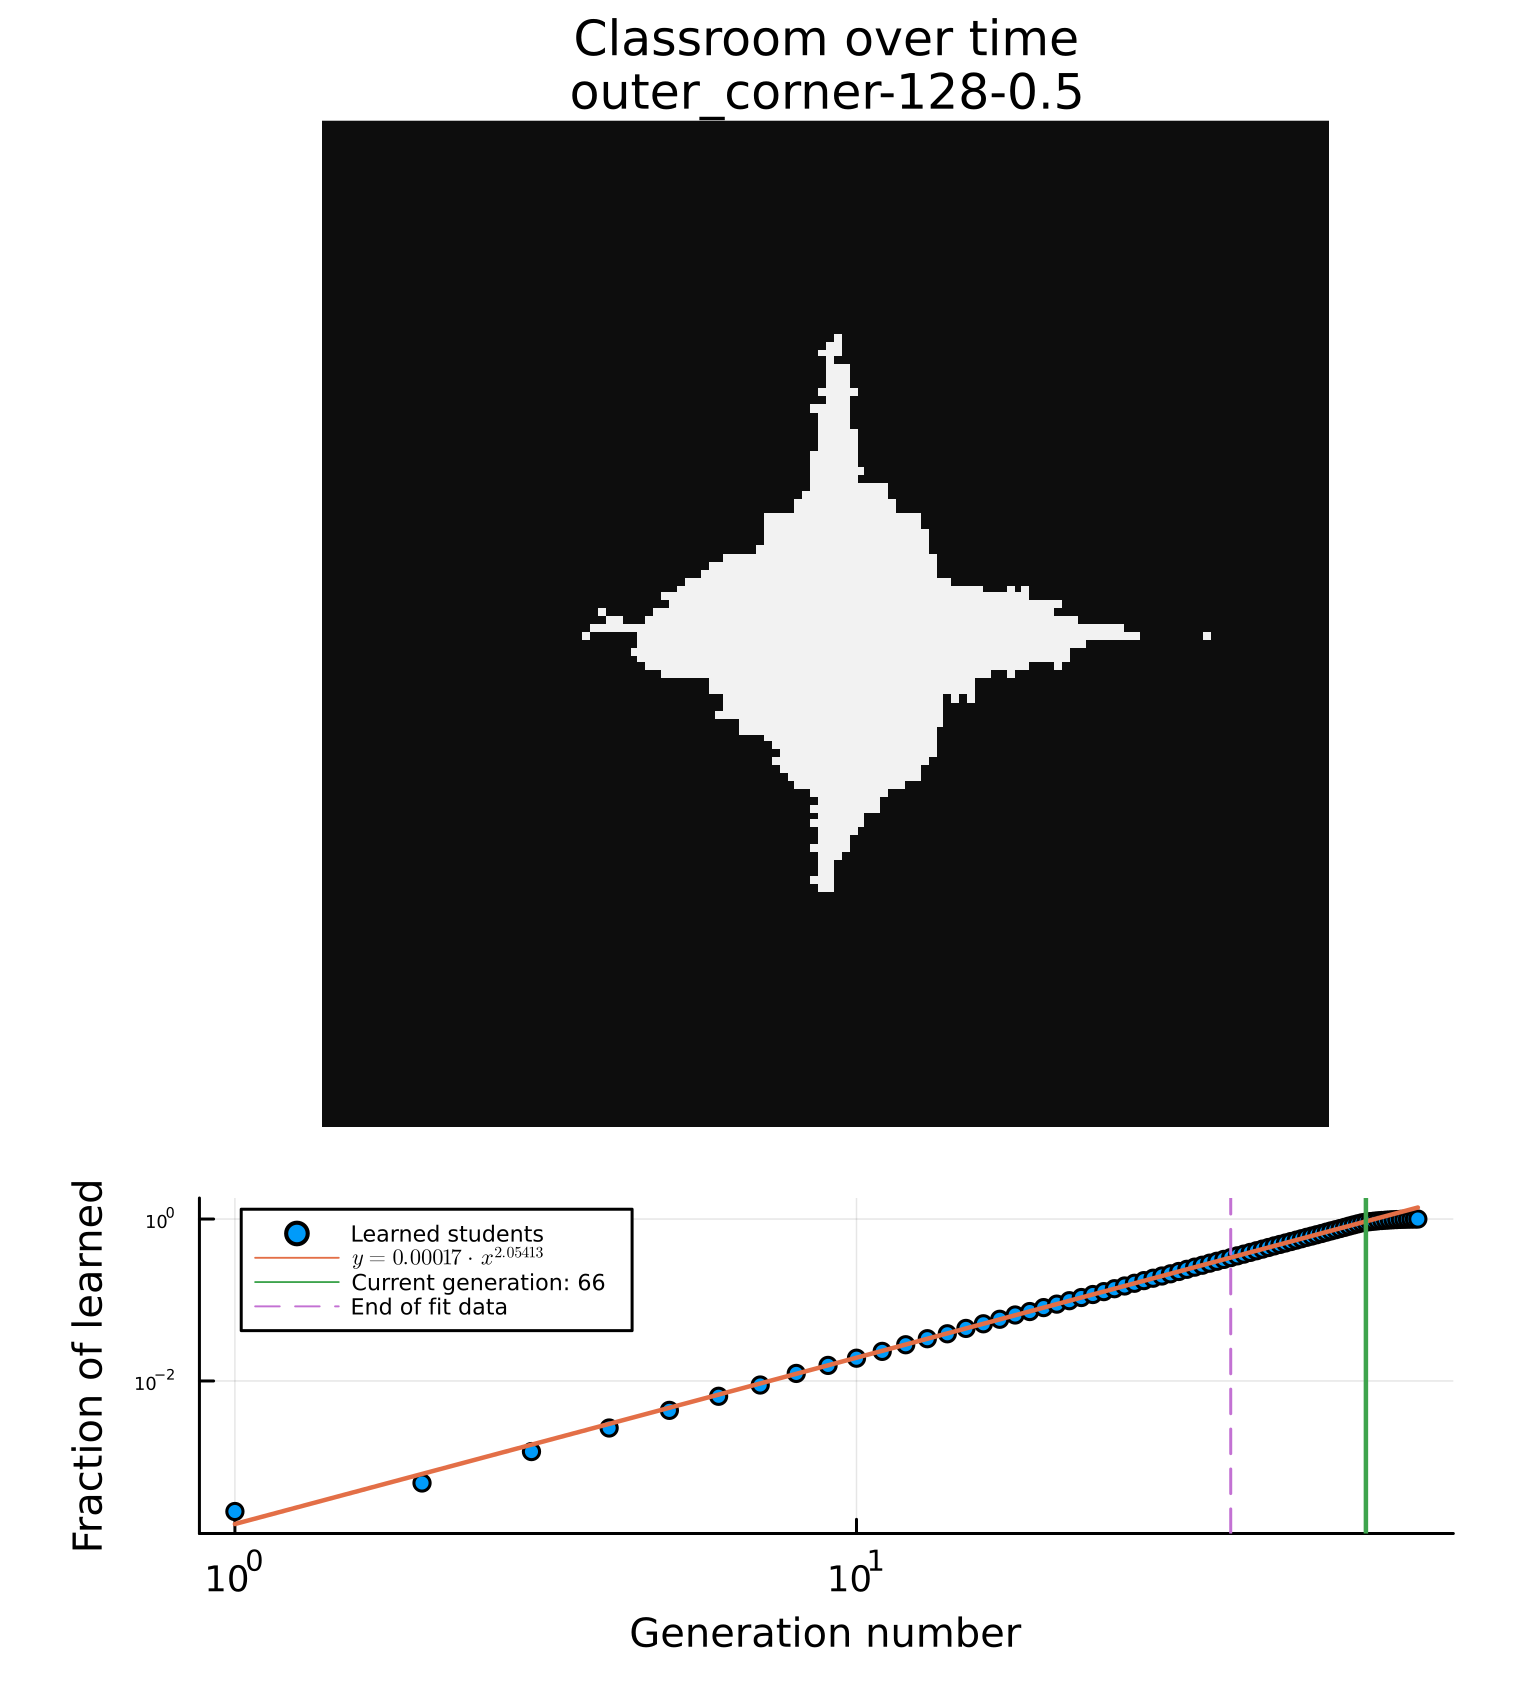 Classroom over time
outer_corner-128-0.5
Fraction of learned
10^0
10^-2
Learned students
y = 0.00017 · x^2.05413
Current generation: 66
End of fit data
10^0
10^1
Generation number